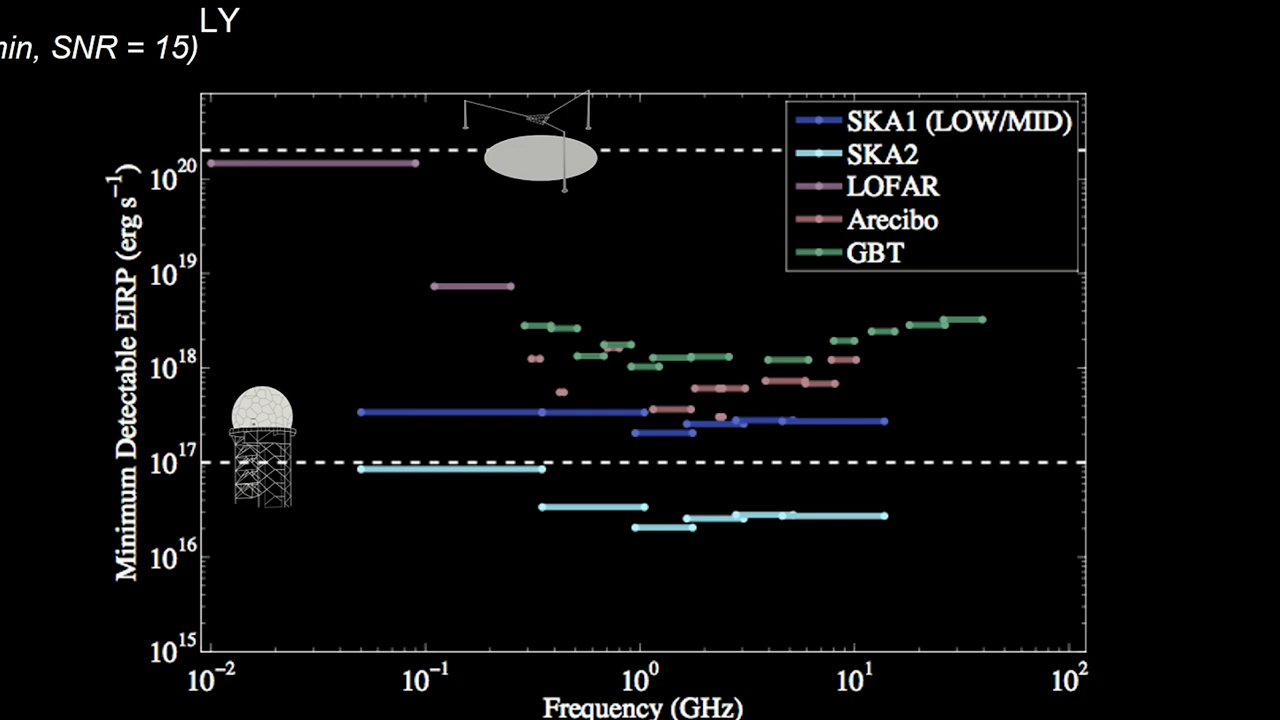 LY
min, SNR = 15)
SKA1 (LOW/MID)
SKA2
LOFAR
Arecibo
GBT
Minimum Detectable EIRP (erg s⁻¹)
10²⁰
10¹⁹
10¹⁸
10¹⁷
10¹⁶
10¹⁵
10⁻² 10⁻¹ 10⁰ 10¹ 10²
Frequency (GHz)